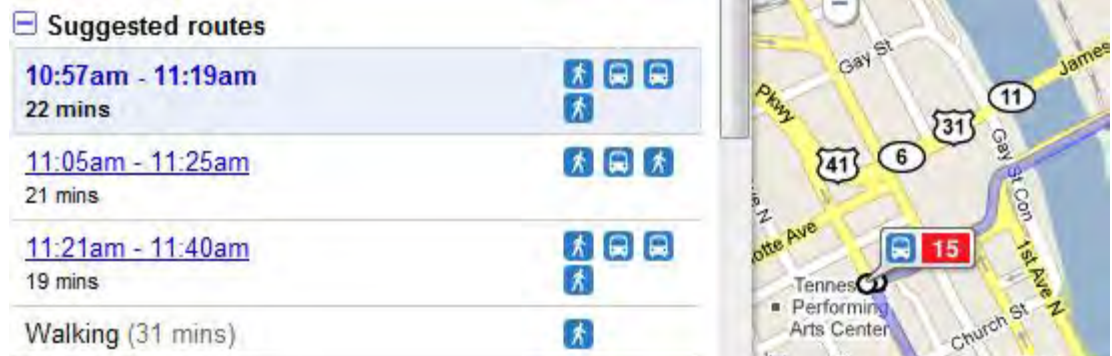 Suggested routes
10:57am - 11:19am
22 mins
11:05am - 11:25am
21 mins
11:21am - 11:40am
19 mins
Walking (31 mins)
Gay St
James
Pkwy
11
31
41
6
Gay St Con
N
otte Ave
15
1st Ave N
Tennes
Performing
Arts Center
Church St